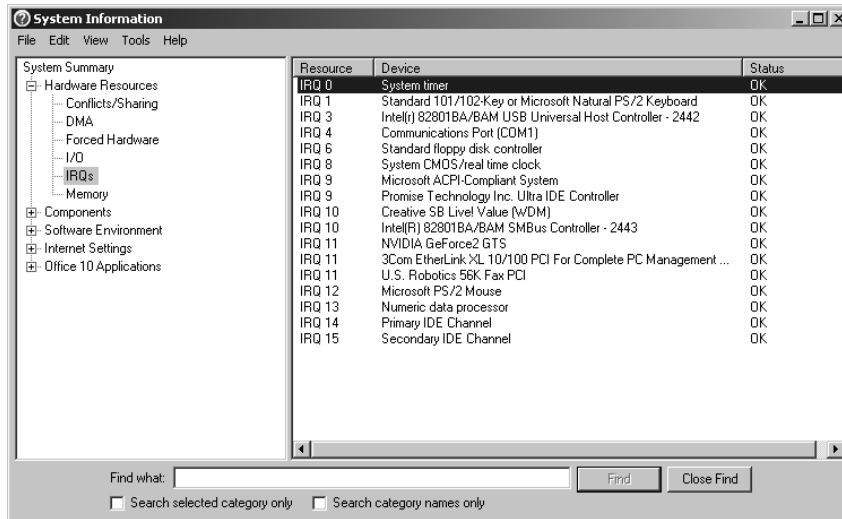 System Information
File Edit View Tools Help
System Summary
Hardware Resources
Conflicts/Sharing
DMA
Forced Hardware
I/O
IRQs
Memory
Components
Software Environment
Internet Settings
Office 10 Applications
Resource Device Status
IRQ 0 System timer OK
IRQ 1 Standard 101/102-Key or Microsoft Natural PS/2 Keyboard OK
IRQ 3 Intel(r) 82801BA/BAM USB Universal Host Controller - 2442 OK
IRQ 4 Communications Port (COM1) OK
IRQ 6 Standard floppy disk controller OK
IRQ 8 System CMOS/real time clock OK
IRQ 9 Microsoft ACPI-Compliant System OK
IRQ 9 Promise Technology Inc. Ultra IDE Controller OK
IRQ 10 Creative SB Live! Value (WDM) OK
IRQ 10 Intel(R) 82801BA/BAM SMBus Controller - 2443 OK
IRQ 11 NVIDIA GeForce2 GTS OK
IRQ 11 3Com EtherLink XL 10/100 PCI For Complete PC Management ... OK
IRQ 11 U.S. Robotics 56K Fax PCI OK
IRQ 12 Microsoft PS/2 Mouse OK
IRQ 13 Numeric data processor OK
IRQ 14 Primary IDE Channel OK
IRQ 15 Secondary IDE Channel OK
Find what: Find Close Find
Search selected category only Search category names only